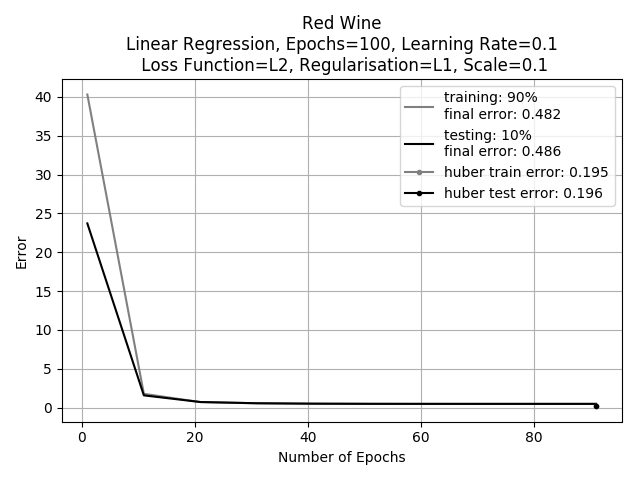 Red Wine
Linear Regression, Epochs=100, Learning Rate=0.1
Loss Function=L2, Regularisation=L1, Scale=0.1
training: 90%
final error: 0.482
testing: 10%
final error: 0.486
huber train error: 0.195
huber test error: 0.196
Error
40
35
30
25
20
15
10
5
0
0 20 40 60 80
Number of Epochs